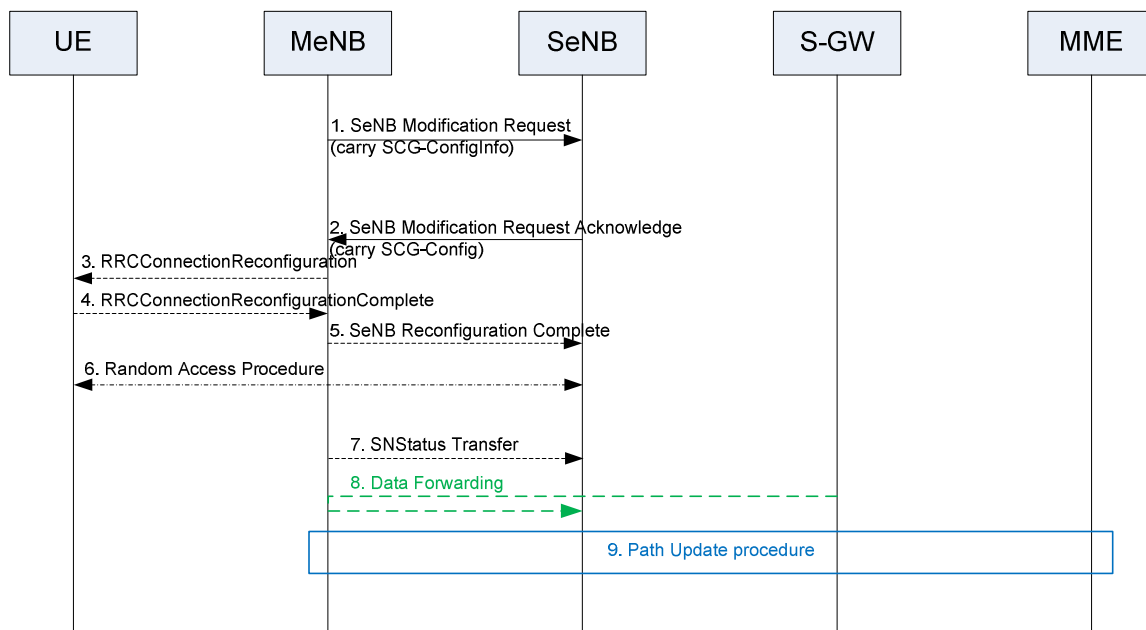 UE
MeNB
SeNB
S-GW
MME
1. SeNB Modification Request
(carry SCG-ConfigInfo)
2. SeNB Modification Request Acknowledge
(carry SCG-Config)
3. RRCConnectionReconfiguration
4. RRCConnectionReconfigurationComplete
5. SeNB Reconfiguration Complete
6. Random Access Procedure
7. SNStatus Transfer
8. Data Forwarding
9. Path Update procedure